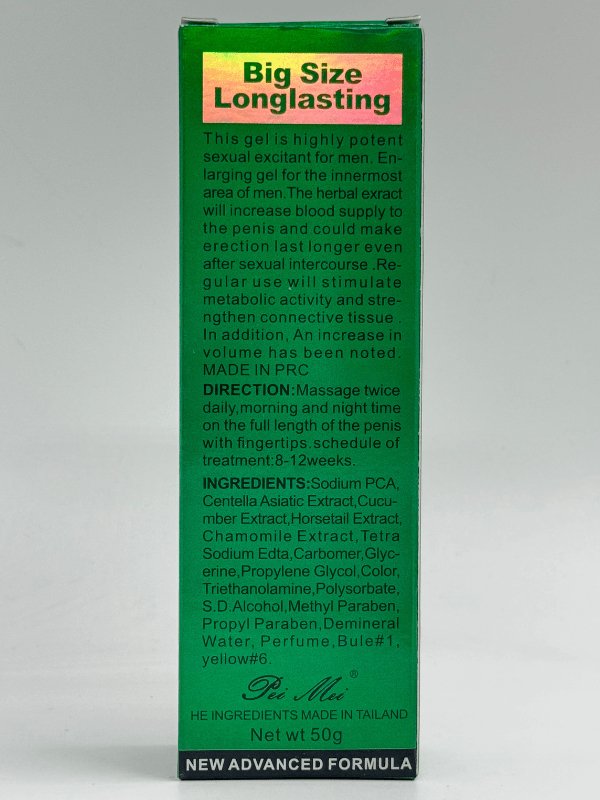 Big Size
Longlasting
This gel is highly potent
sexual excitant for men. En-
larging gel for the innermost
area of men.The herbal exract
will increase blood supply to
the penis and could make
erection last longer even
after sexual intercourse .Re-
gular use will stimulate
metabolic activity and stre-
ngthen connective tissue .
In addition, An increase in
volume has been noted.
MADE IN PRC
DIRECTION:Massage twice
daily,morning and night time
on the full length of the penis
with fingertips.schedule of
treatment:8-12weeks.
INGREDIENTS:Sodium PCA,
Centella Asiatic Extract,Cucu-
mber Extract,Horsetail Extract,
Chamomile Extract,Tetra
Sodium Edta,Carbomer,Glyc-
erine,Propylene Glycol,Color,
Triethanolamine,Polysorbate,
S.D.Alcohol,Methyl Paraben,
Propyl Paraben,Demineral
Water, Perfume,Bule#1,
yellow#6.
Pei Mei ®
HE INGREDIENTS MADE IN TAILAND
Net wt 50g
NEW ADVANCED FORMULA